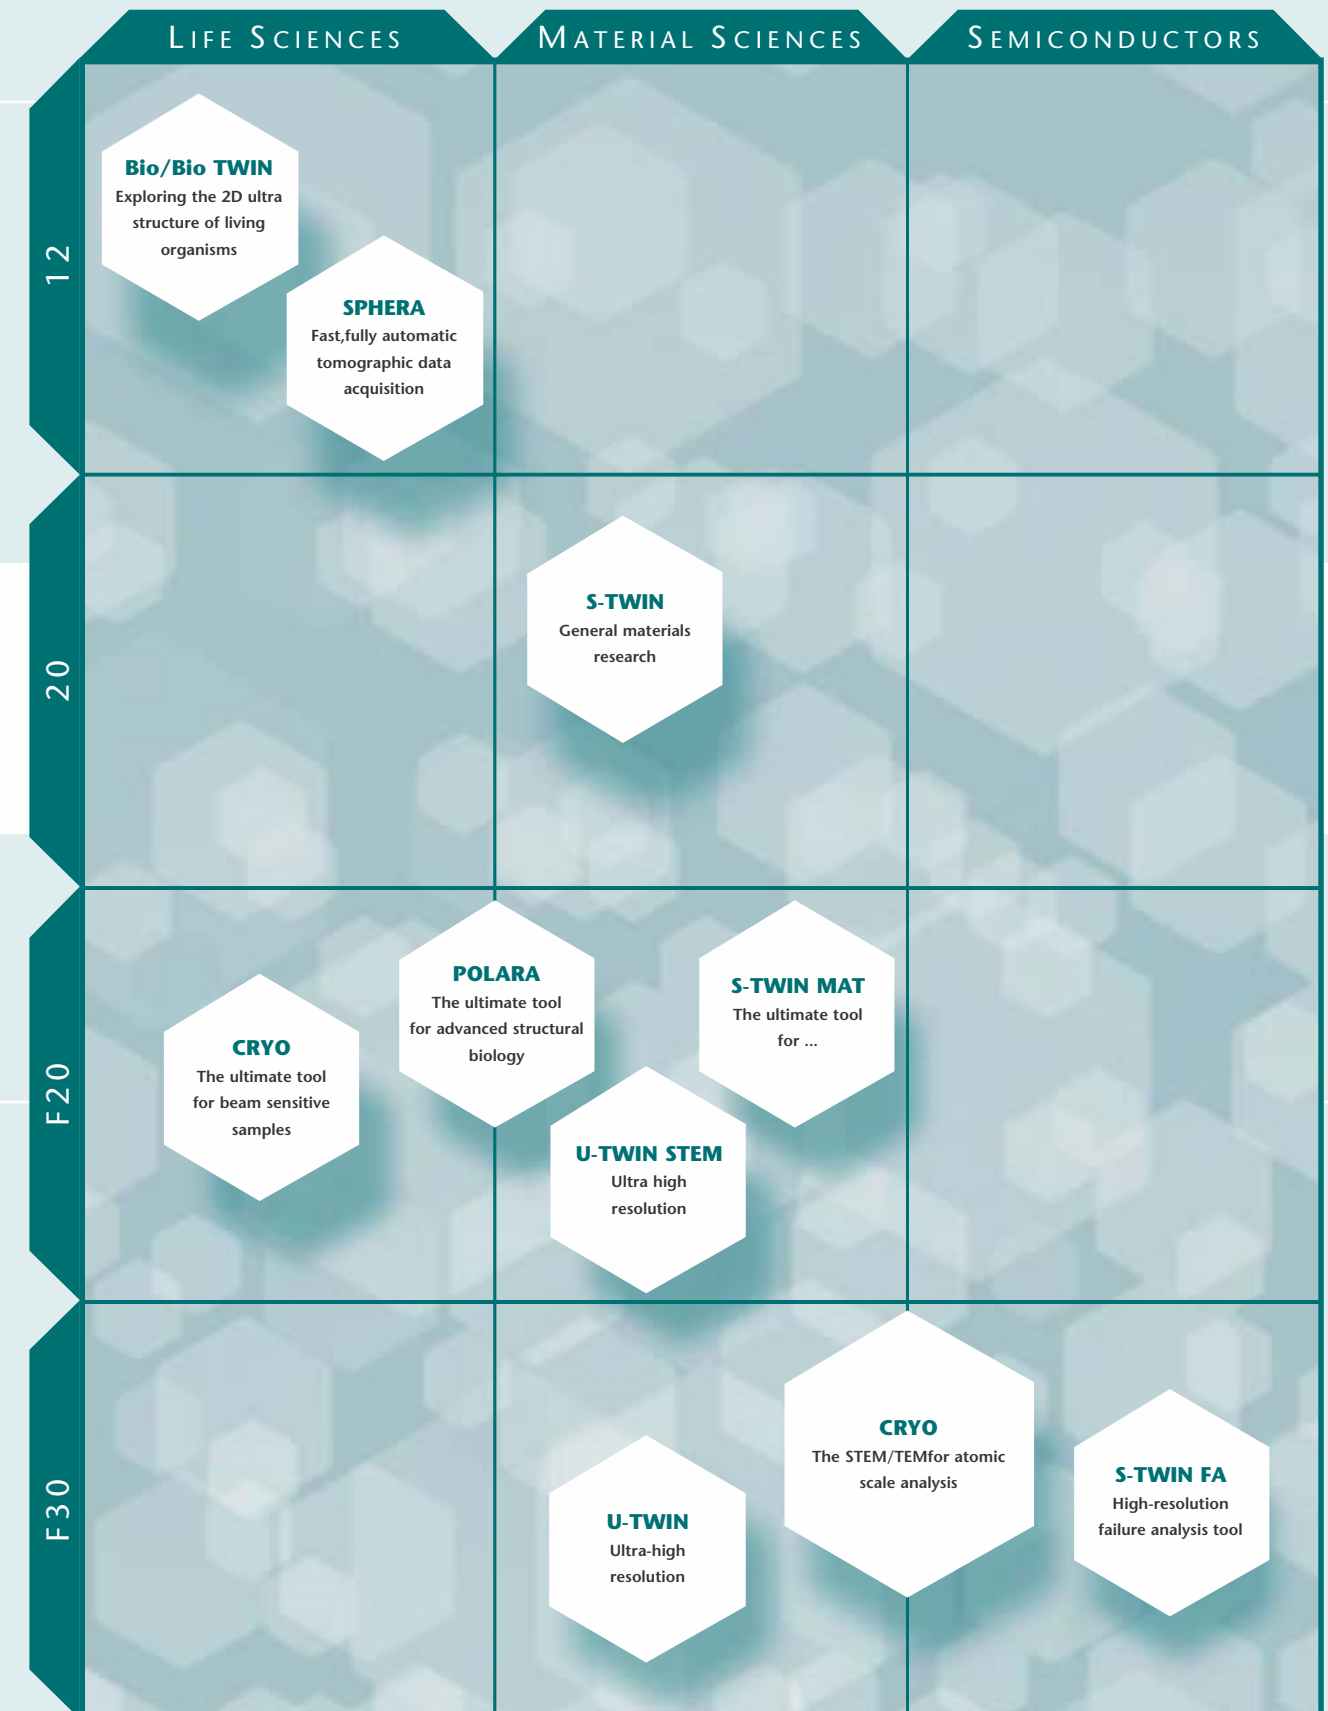 LIFE SCIENCES
MATERIAL SCIENCES
SEMICONDUCTORS
12
Bio/Bio TWIN
Exploring the 2D ultra
structure of living
organisms
SPHERA
Fast,fully automatic
tomographic data
acquisition
20
S-TWIN
General materials
research
F20
CRYO
The ultimate tool
for beam sensitive
samples
POLARA
The ultimate tool
for advanced structural
biology
U-TWIN STEM
Ultra high
resolution
S-TWIN MAT
The ultimate tool
for ...
F30
U-TWIN
Ultra-high
resolution
CRYO
The STEM/TEMfor atomic
scale analysis
S-TWIN FA
High-resolution
failure analysis tool